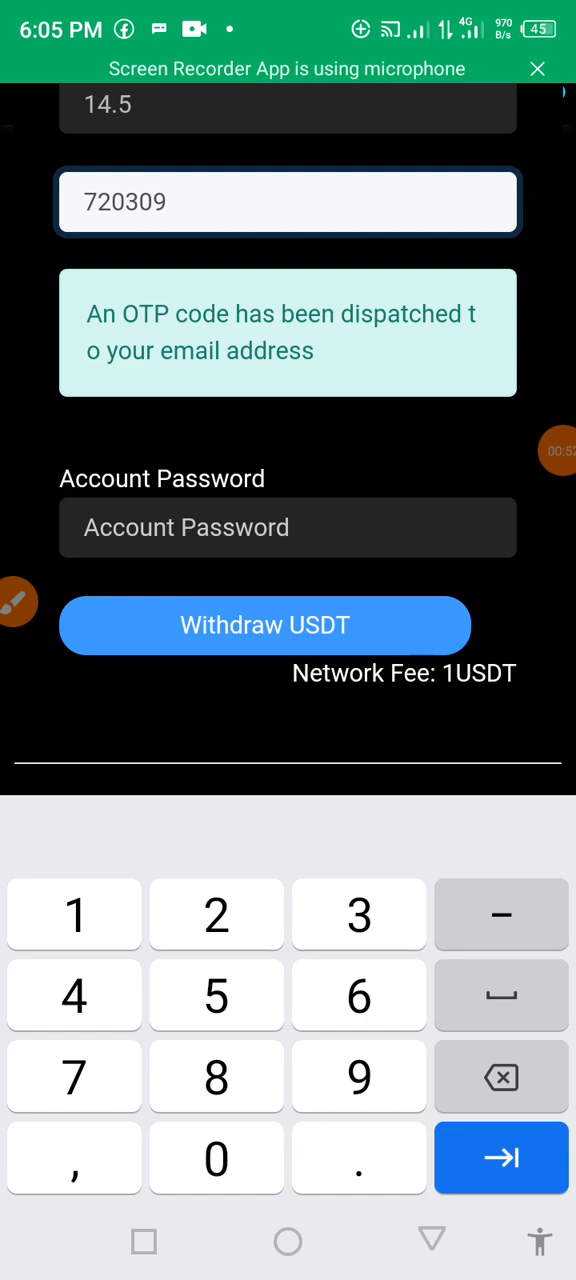 6:05 PM 4G 970 B/s 45
Screen Recorder App is using microphone
14.5
720309
An OTP code has been dispatched t
o your email address
00:52
Account Password
Account Password
Withdraw USDT
Network Fee: 1USDT
1 2 3 –
4 5 6
7 8 9
, 0 .